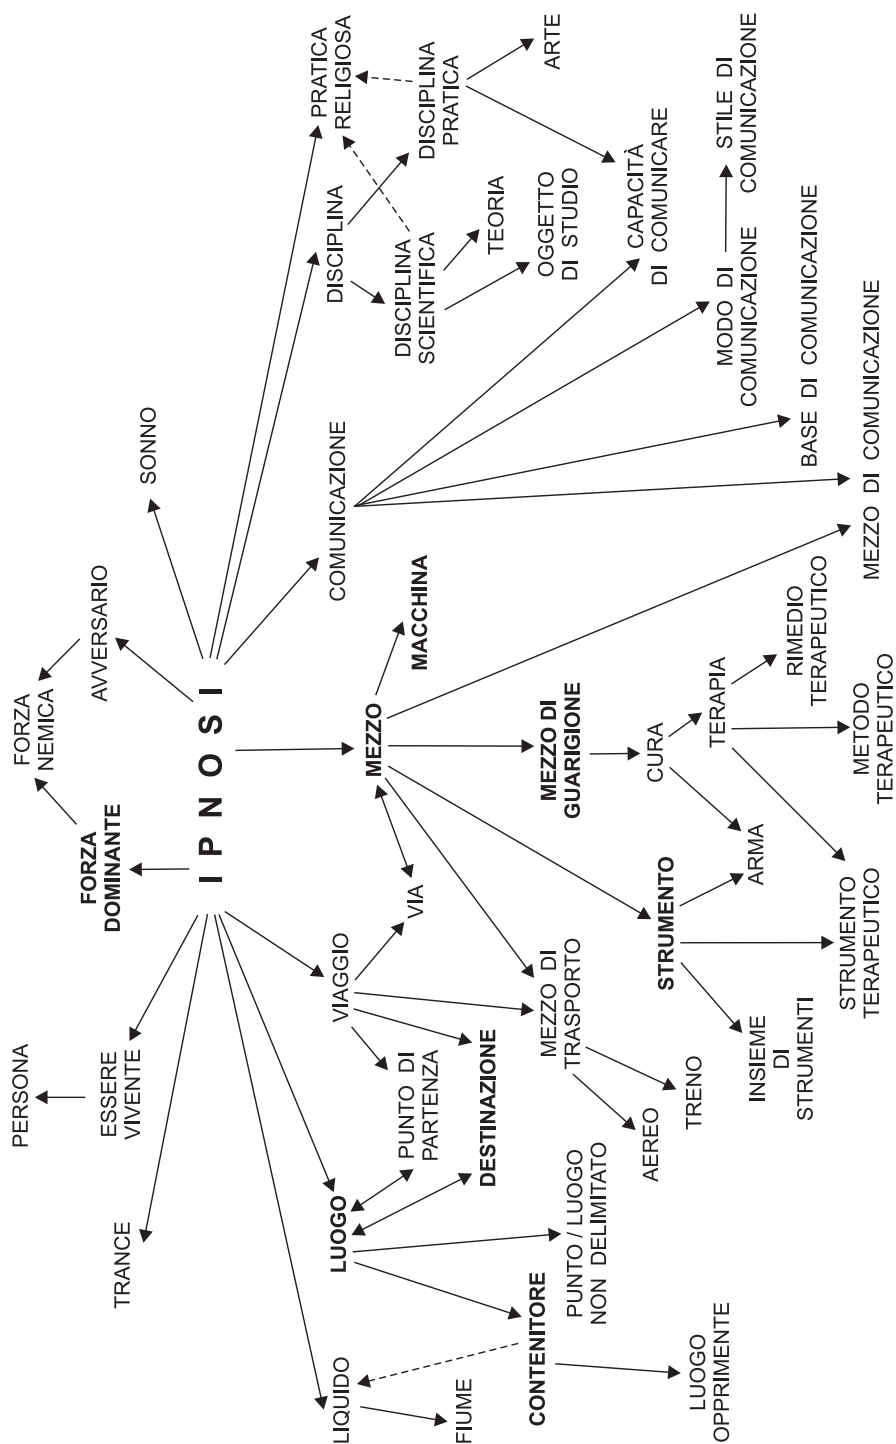 PERSONA
FORZA
NEMICA
FORZA
DOMINANTE
AVVERSARIO
ESSERE
VIVENTE
TRANCE
SONNO
I P N O S I
LIQUIDO
LUOGO
VIAGGIO
MEZZO
COMUNICAZIONE
DISCIPLINA
PRATICA
RELIGIOSA
FIUME
PUNTO DI
PARTENZA
DESTINAZIONE
VIA
MACCHINA
DISCIPLINA
SCIENTIFICA
DISCIPLINA
PRATICA
CONTENITORE
PUNTO / LUOGO
NON DELIMITATO
MEZZO DI
TRASPORTO
MEZZO DI
GUARIGIONE
TEORIA
OGGETTO
DI STUDIO
ARTE
AEREO
TRENO
STRUMENTO
CURA
CAPACITÀ
DI COMUNICARE
LUOGO
OPPRIMENTE
INSIEME
DI
STRUMENTI
ARMA
TERAPIA
MODO DI
COMUNICAZIONE
STILE DI
COMUNICAZIONE
RIMEDIO
TERAPEUTICO
BASE DI COMUNICAZIONE
STRUMENTO
TERAPEUTICO
METODO
TERAPEUTICO
MEZZO DI COMUNICAZIONE